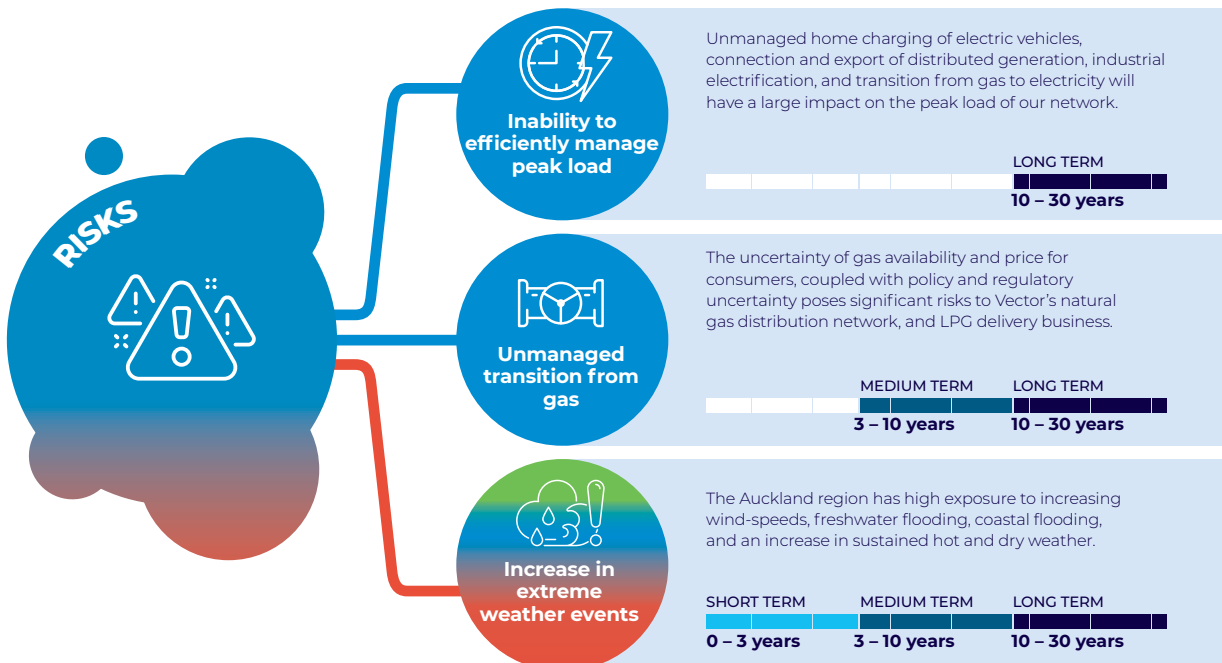 RISKS
Inability to
efficiently manage
peak load
Unmanaged home charging of electric vehicles,
connection and export of distributed generation, industrial
electrification, and transition from gas to electricity will
have a large impact on the peak load of our network.
LONG TERM
10 – 30 years
Unmanaged
transition from
gas
The uncertainty of gas availability and price for
consumers, coupled with policy and regulatory
uncertainty poses significant risks to Vector’s natural
gas distribution network, and LPG delivery business.
MEDIUM TERM LONG TERM
3 – 10 years 10 – 30 years
Increase in
extreme
weather events
The Auckland region has high exposure to increasing
wind-speeds, freshwater flooding, coastal flooding,
and an increase in sustained hot and dry weather.
SHORT TERM MEDIUM TERM LONG TERM
0 – 3 years 3 – 10 years 10 – 30 years